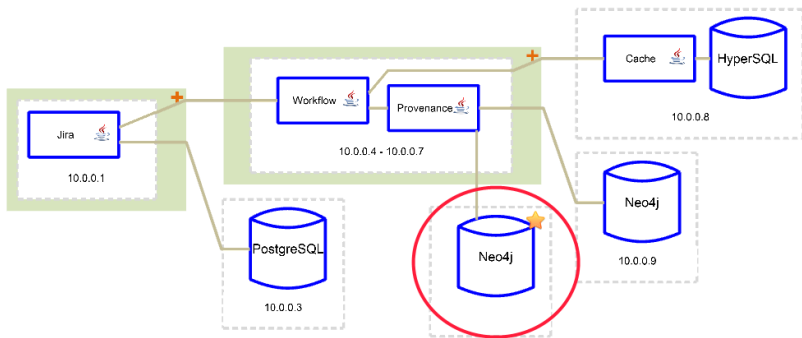 Jira
10.0.0.1
Workflow
Provenance
10.0.0.4 - 10.0.0.7
Cache
HyperSQL
10.0.0.8
PostgreSQL
10.0.0.3
Neo4j
Neo4j
10.0.0.9